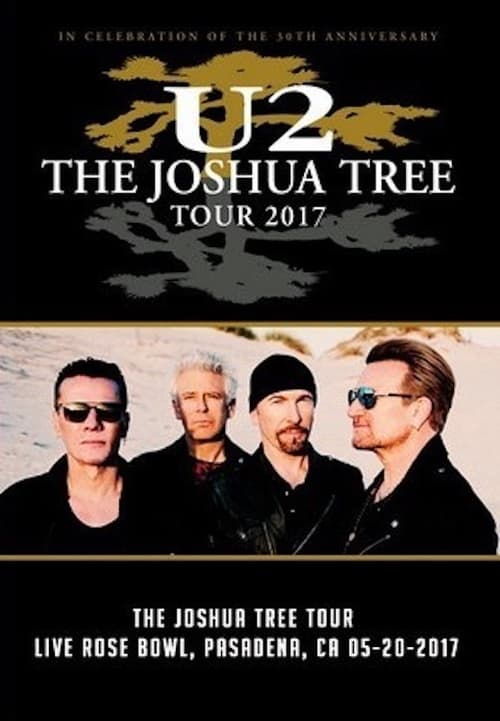 IN CELEBRATION OF THE 30TH ANNIVERSARY
U2
THE JOSHUA TREE
TOUR 2017
THE JOSHUA TREE TOUR
LIVE ROSE BOWL, PASADENA, CA 05-20-2017